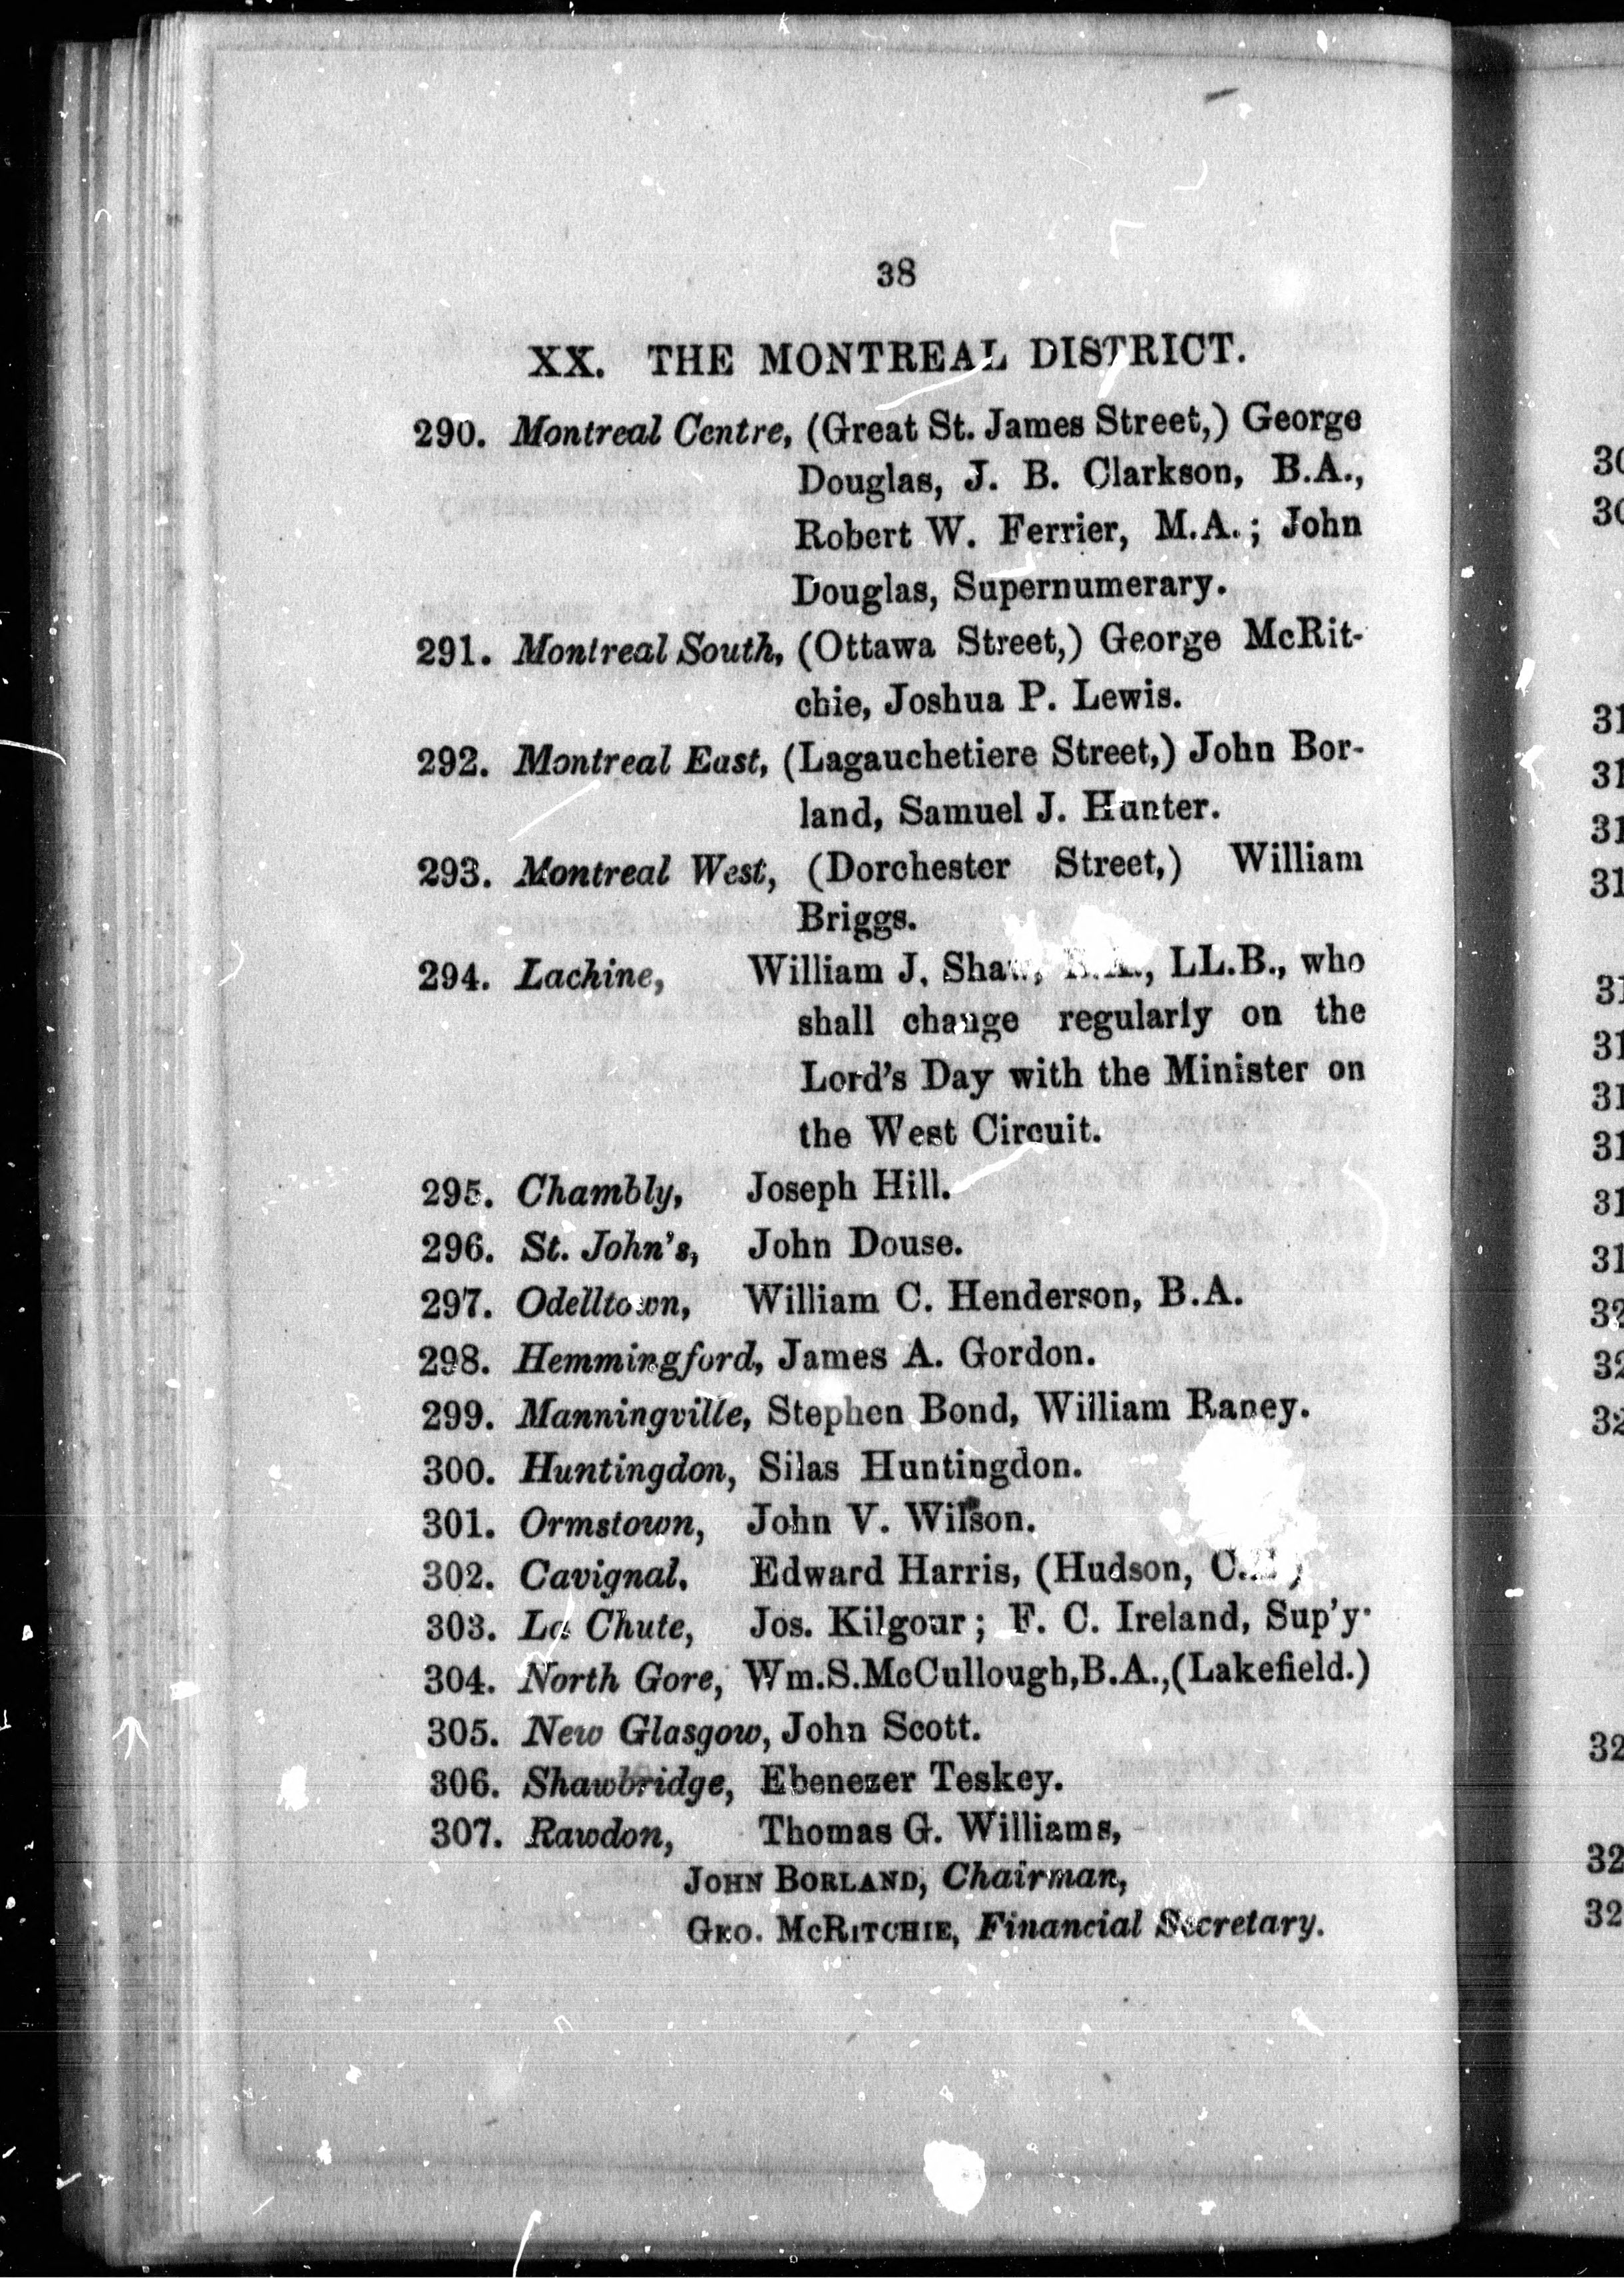 38
XX. THE MONTREAL DISTRICT.
290. Montreal Centre, (Great St. James Street,) George
Douglas, J. B. Clarkson, B.A.,
Robert W. Ferrier, M.A.; John
Douglas, Supernumerary.
291. Montreal South, (Ottawa Street,) George McRit-
chie, Joshua P. Lewis.
292. Montreal East, (Lagauchetiere Street,) John Bor-
land, Samuel J. Hunter.
293. Montreal West, (Dorchester Street,) William
Briggs.
294. Lachine, William J. Shaw, LL.B., who
shall change regularly on the
Lord's Day with the Minister on
the West Circuit.
295. Chambly, Joseph Hill.
296. St. John's, John Douse.
297. Odelltown, William C. Henderson, B.A.
298. Hemmingford, James A. Gordon.
299. Manningville, Stephen Bond, William Raney.
300. Huntingdon, Silas Huntingdon.
301. Ormstown, John V. Wilson.
302. Cavignal. Edward Harris, (Hudson,
303. La Chute, Jos. Kilgour; F. C. Ireland, Sup'y.
304. North Gore, Wm.S.McCullough,B.A.,(Lakefield.)
305. New Glasgow, John Scott.
306. Shawbridge, Ebenezer Teskey.
307. Rawdon, Thomas G. Williams,
JOHN BORLAND, Chairman,
GEO. MCRITCHIE, Financial Secretary.